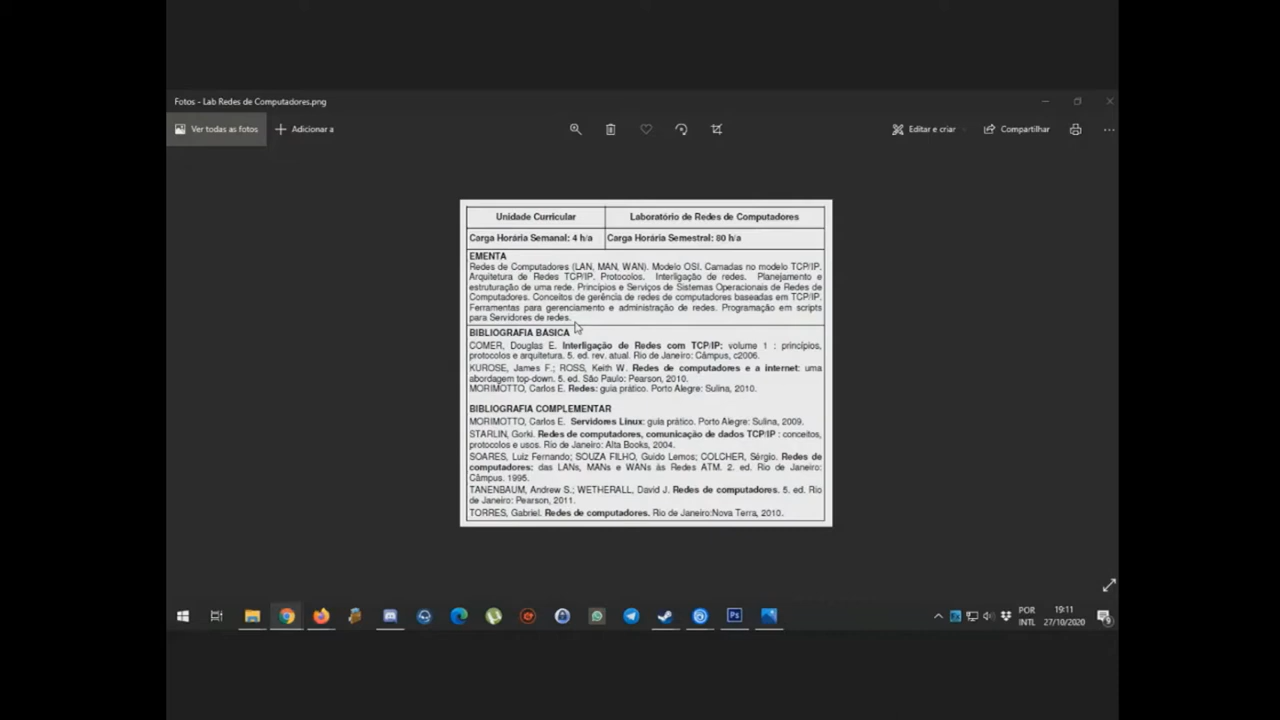 Fotos - Lab Redes de Computadores.png
Ver todas as fotos
Adicionar a
Editar e criar
Compartilhar
Unidade Curricular
Laboratório de Redes de Computadores
Carga Horária Semanal: 4 h/a
Carga Horária Semestral: 80 h/a
EMENTA
Redes de Computadores (LAN, MAN, WAN). Modelo OSI. Camadas no modelo TCP/IP.
Arquitetura de Redes TCP/IP. Protocolos. Interligação de redes. Planejamento e
estruturação de uma rede. Princípios e Serviços de Sistemas Operacionais de Redes de
Computadores. Conceitos de gerência de redes de computadores baseadas em TCP/IP.
Ferramentas para gerenciamento e administração de redes. Programação em scripts
para Servidores de redes.
BIBLIOGRAFIA BÁSICA
COMER, Douglas E. Interligação de Redes com TCP/IP: volume 1 : princípios,
protocolos e arquitetura. 5. ed. rev. atual. Rio de Janeiro: Câmpus, c2006.
KUROSE, James F.; ROSS, Keith W. Redes de computadores e a internet: uma
abordagem top-down. 5. ed. São Paulo: Pearson, 2010.
MORIMOTTO, Carlos E. Redes: guia prático. Porto Alegre: Sulina, 2010.
BIBLIOGRAFIA COMPLEMENTAR
MORIMOTTO, Carlos E. Servidores Linux: guia prático. Porto Alegre: Sulina, 2009.
STARLIN, Gorki. Redes de computadores, comunicação de dados TCP/IP : conceitos,
protocolos e usos. Rio de Janeiro: Alta Books, 2004.
SOARES, Luiz Fernando; SOUZA FILHO, Guido Lemos; COLCHER, Sérgio. Redes de
computadores: das LANs, MANs e WANs às Redes ATM. 2. ed. Rio de Janeiro:
Câmpus. 1995.
TANENBAUM, Andrew S.; WETHERALL, David J. Redes de computadores. 5. ed. Rio
de Janeiro: Pearson, 2011.
TORRES, Gabriel. Redes de computadores. Rio de Janeiro:Nova Terra, 2010.
POR
INTL
19:11
27/10/2020
Ps